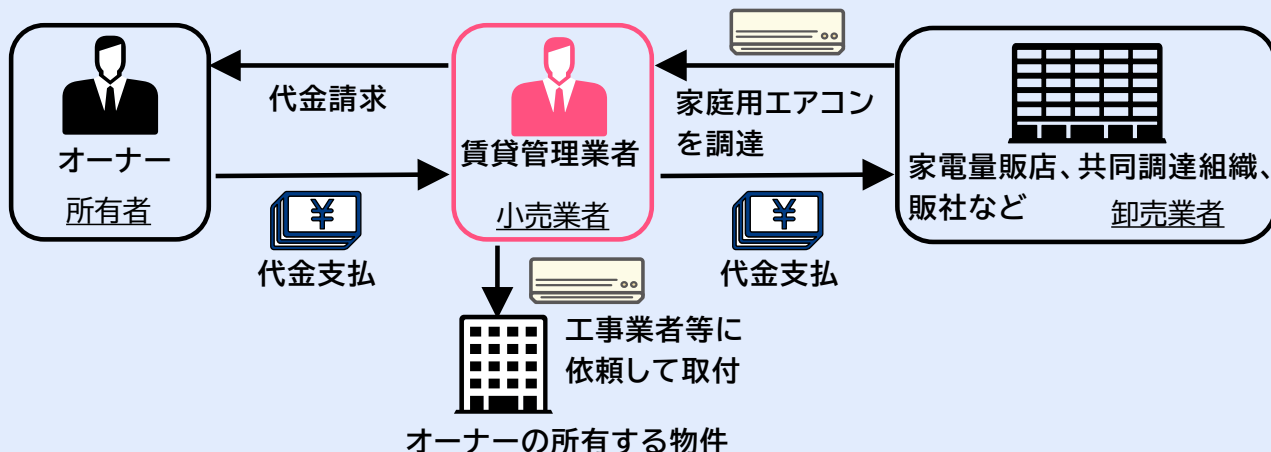 代金請求
家庭用エアコン
を調達
オーナー
所有者
賃貸管理業者
小売業者
家電量販店、共同調達組織、
販社など
卸売業者
¥
代金支払
¥
代金支払
工事業者等に
依頼して取付
オーナーの所有する物件